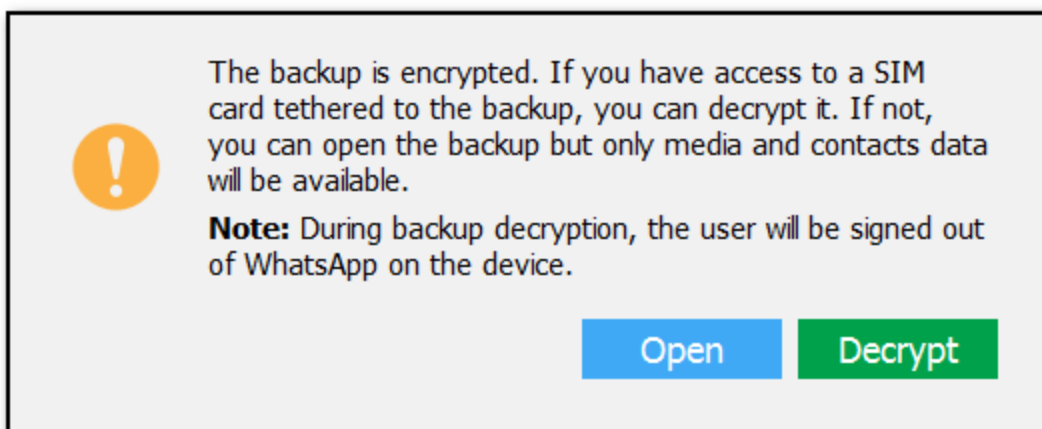 The backup is encrypted. If you have access to a SIM
card tethered to the backup, you can decrypt it. If not,
you can open the backup but only media and contacts data
will be available.
Note: During backup decryption, the user will be signed out
of WhatsApp on the device.
Open Decrypt